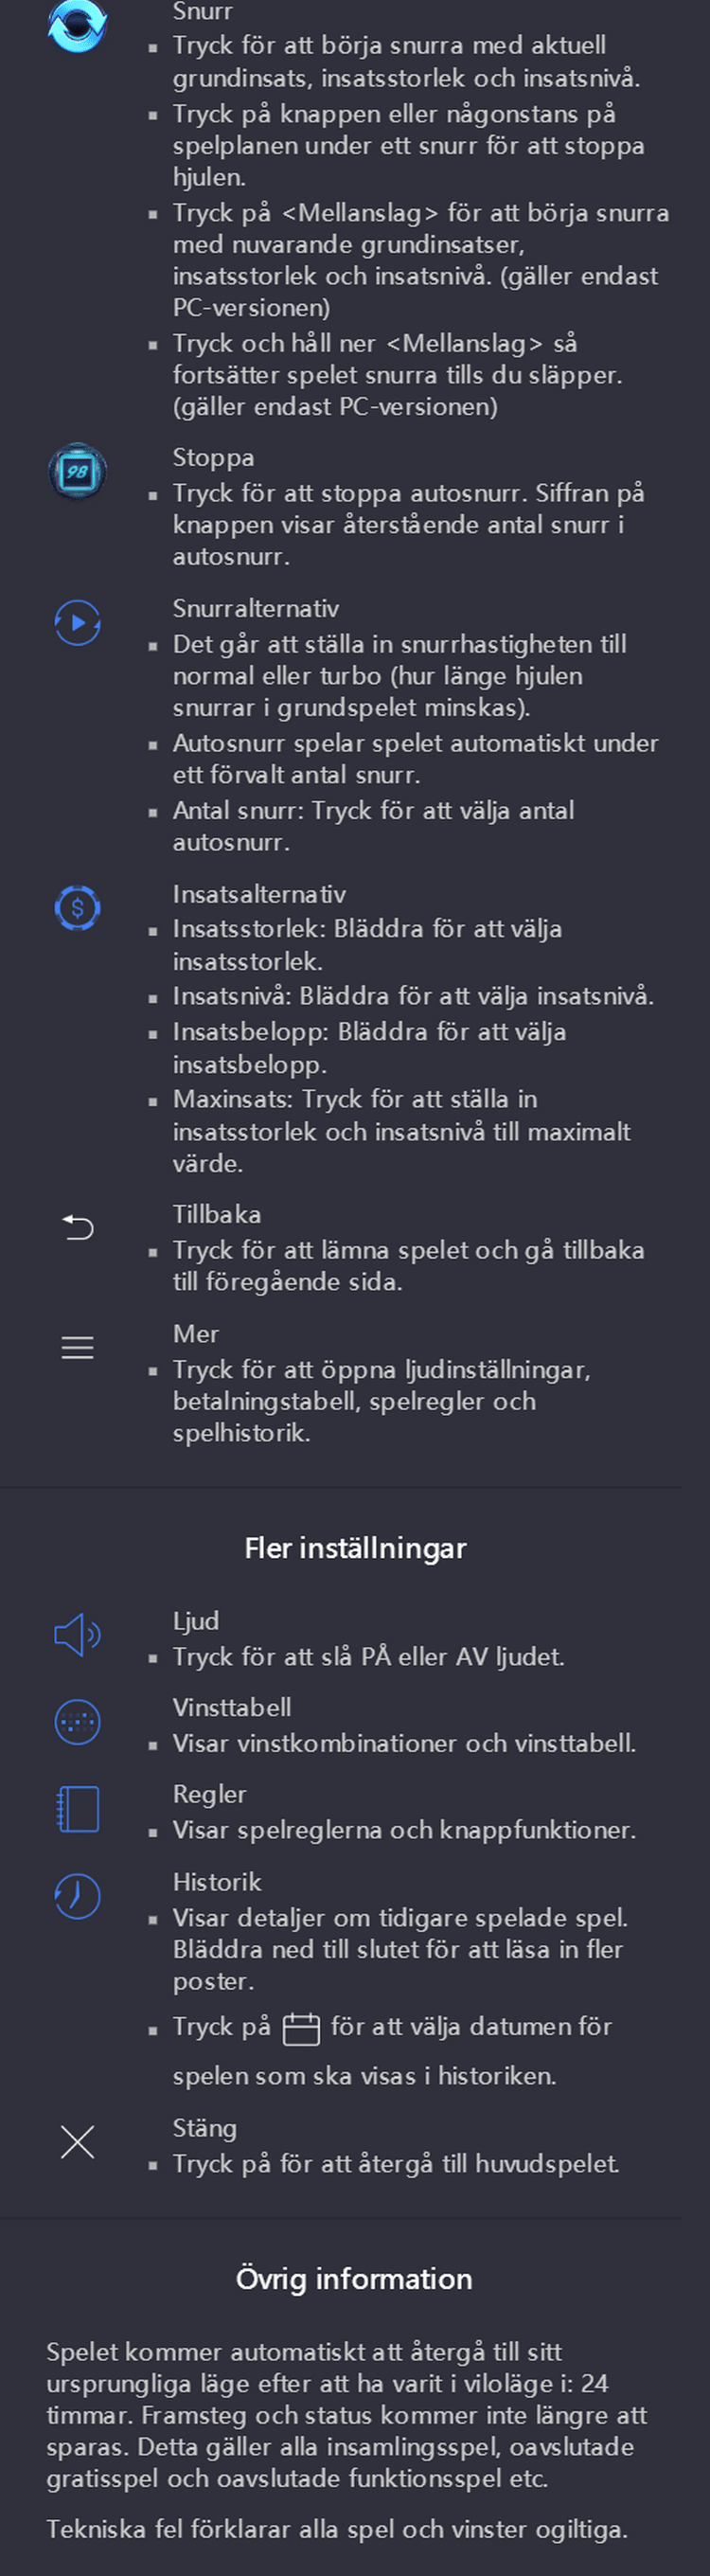 Snurr
▪ Tryck för att börja snurra med aktuell
grundinsats, insatsstorlek och insatsnivå.
▪ Tryck på knappen eller någonstans på
spelplanen under ett snurr för att stoppa
hjulen.
▪ Tryck på <Mellanslag> för att börja snurra
med nuvarande grundinsatser,
insatsstorlek och insatsnivå. (gäller endast
PC-versionen)
▪ Tryck och håll ner <Mellanslag> så
fortsätter spelet snurra tills du släpper.
(gäller endast PC-versionen)
98
Stoppa
▪ Tryck för att stoppa autosnurr. Siffran på
knappen visar återstående antal snurr i
autosnurr.
Snurralternativ
▪ Det går att ställa in snurrhastigheten till
normal eller turbo (hur länge hjulen
snurrar i grundspelet minskas).
▪ Autosnurr spelar spelet automatiskt under
ett förvalt antal snurr.
▪ Antal snurr: Tryck för att välja antal
autosnurr.
$
Insatsalternativ
▪ Insatsstorlek: Bläddra för att välja
insatsstorlek.
▪ Insatsnivå: Bläddra för att välja insatsnivå.
▪ Insatsbelopp: Bläddra för att välja
insatsbelopp.
▪ Maxinsats: Tryck för att ställa in
insatsstorlek och insatsnivå till maximalt
värde.
Tillbaka
▪ Tryck för att lämna spelet och gå tillbaka
till föregående sida.
Mer
▪ Tryck för att öppna ljudinställningar,
betalningstabell, spelregler och
spelhistorik.
Fler inställningar
Ljud
▪ Tryck för att slå PÅ eller AV ljudet.
Vinsttabell
▪ Visar vinstkombinationer och vinsttabell.
Regler
▪ Visar spelreglerna och knappfunktioner.
Historik
▪ Visar detaljer om tidigare spelade spel.
Bläddra ned till slutet för att läsa in fler
poster.
▪ Tryck på för att välja datumen för
spelen som ska visas i historiken.
Stäng
▪ Tryck på för att återgå till huvudspelet.
Övrig information
Spelet kommer automatiskt att återgå till sitt
ursprungliga läge efter att ha varit i viloläge i: 24
timmar. Framsteg och status kommer inte längre att
sparas. Detta gäller alla insamlingsspel, oavslutade
gratisspel och oavslutade funktionsspel etc.
Tekniska fel förklarar alla spel och vinster ogiltiga.